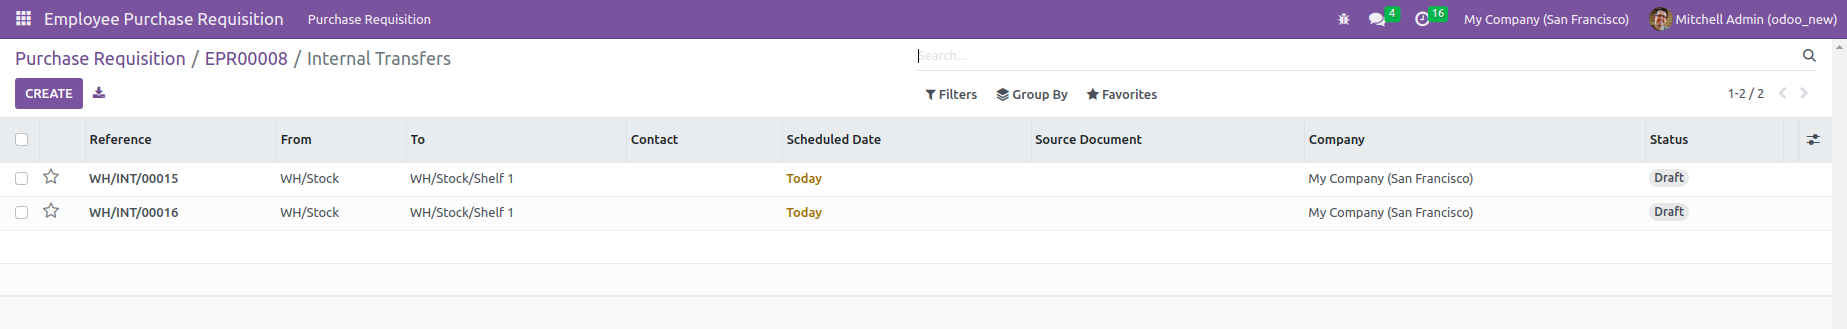 Employee Purchase Requisition Purchase Requisition 4 16 My Company (San Francisco) Mitchell Admin (odoo_new)
Purchase Requisition / EPR00008 / Internal Transfers Search...
CREATE Filters Group By Favorites 1-2 / 2
Reference From To Contact Scheduled Date Source Document Company Status
WH/INT/00015 WH/Stock WH/Stock/Shelf 1 Today My Company (San Francisco) Draft
WH/INT/00016 WH/Stock WH/Stock/Shelf 1 Today My Company (San Francisco) Draft